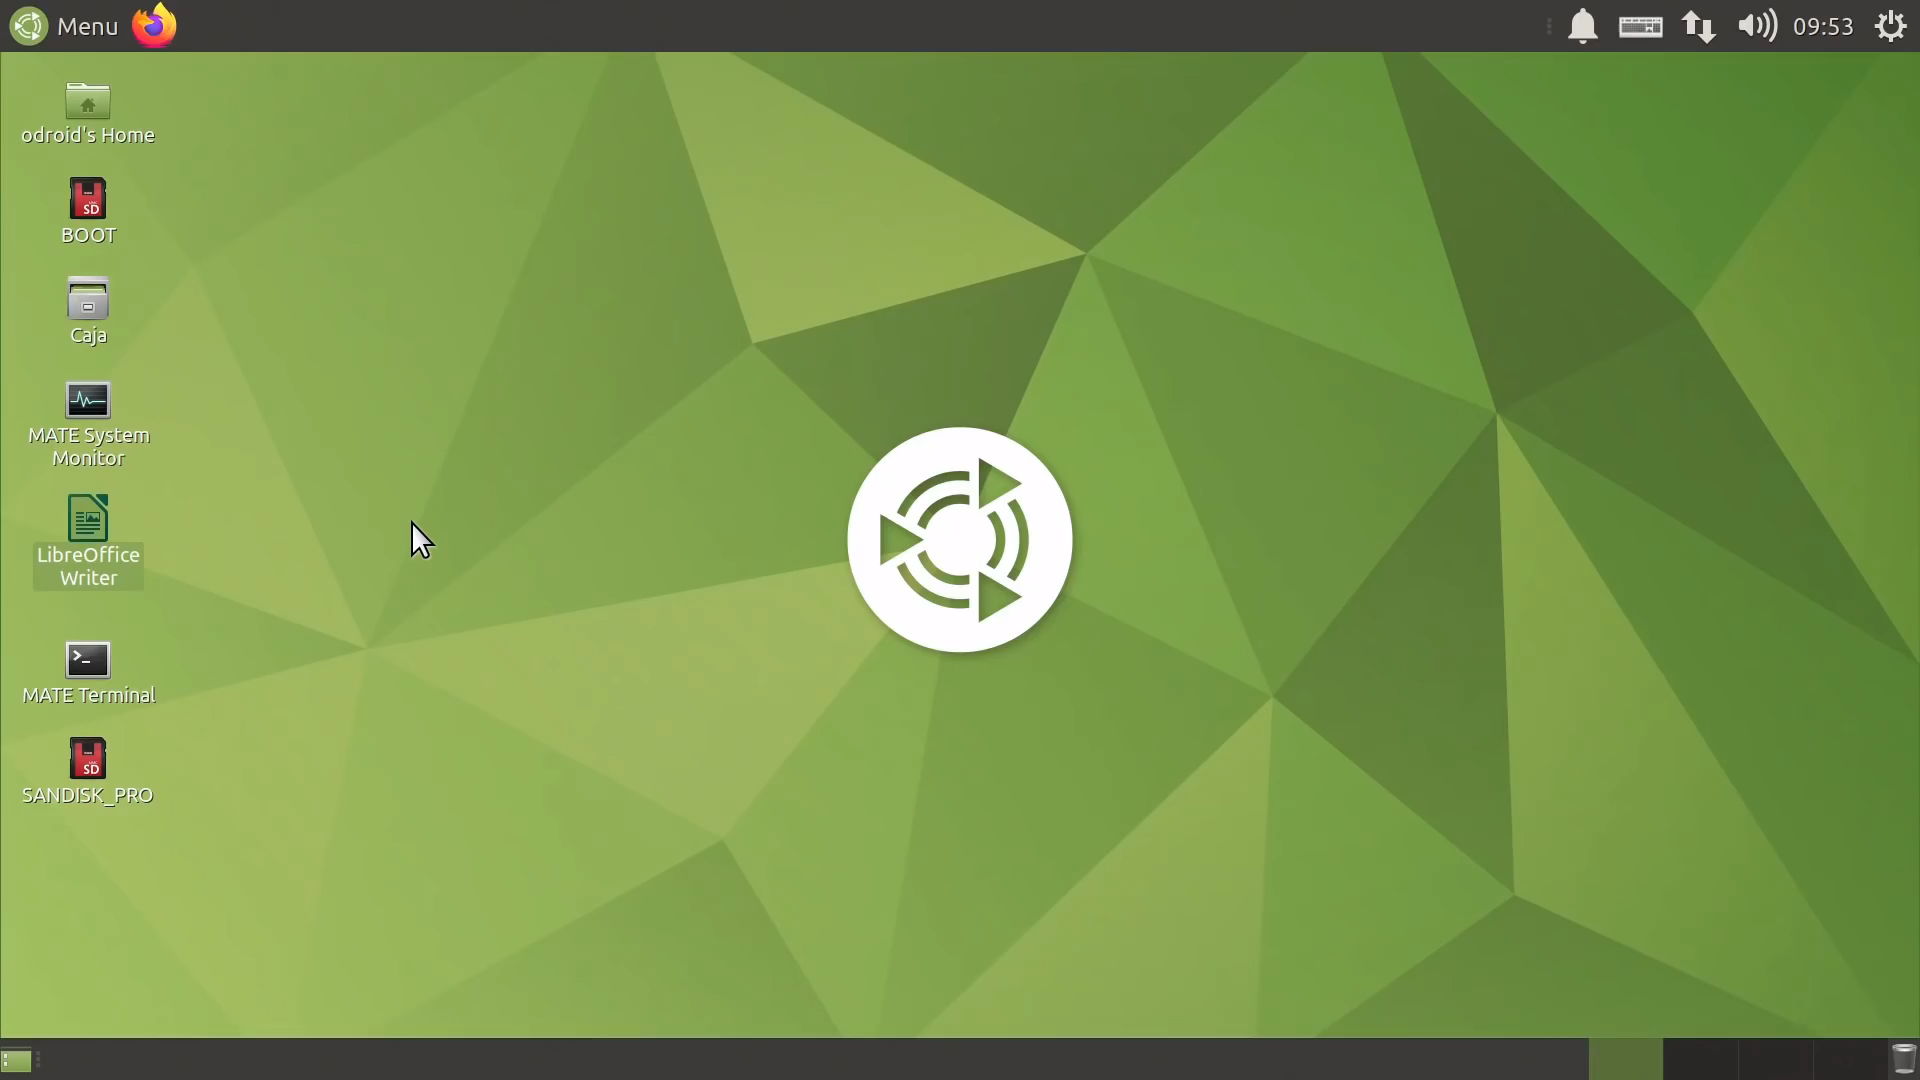 Menu
09:53
odroid's Home
SD
BOOT
Caja
MATE System
Monitor
LibreOffice
Writer
>_
MATE Terminal
SD
SANDISK_PRO